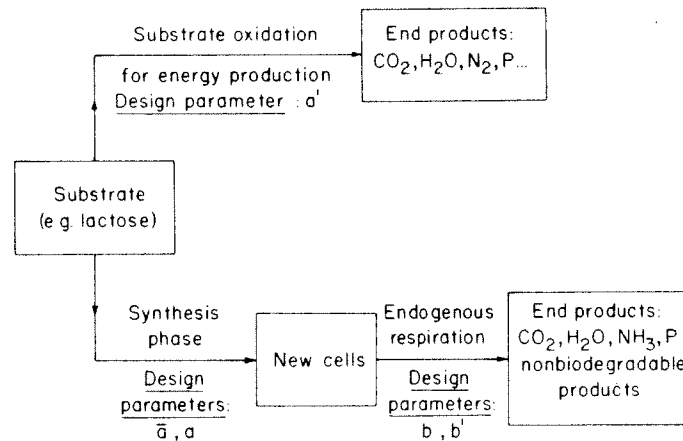 Substrate oxidation
for energy production
Design parameter : a'
End products:
CO₂,H₂O,N₂,P...
Substrate
(e g. lactose)
Synthesis
phase
Design
parameters:
a̅ , a
New cells
Endogenous
respiration
Design
parameters:
b , b'
End products:
CO₂,H₂O,NH₃,P
nonbiodegradable
products